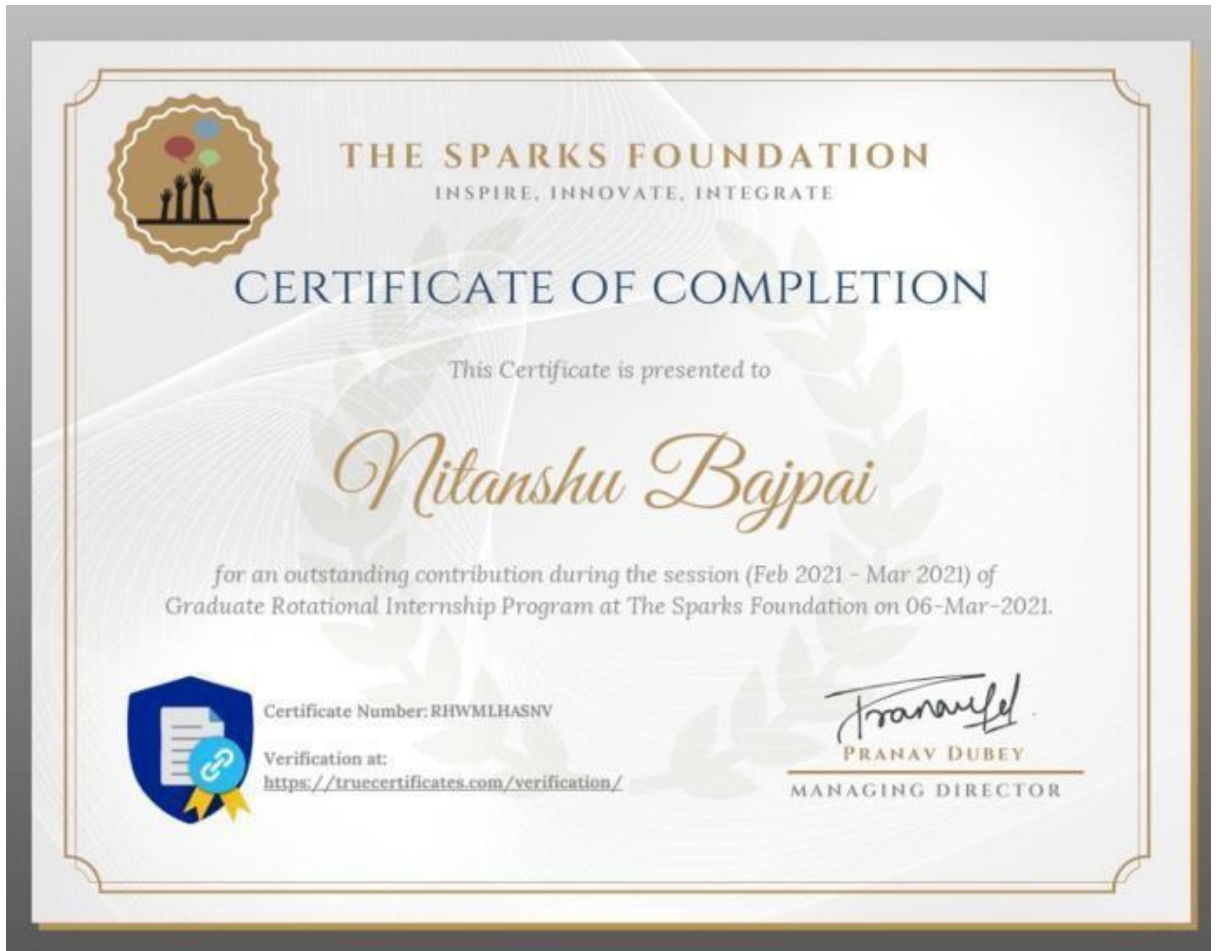 THE SPARKS FOUNDATION
INSPIRE, INNOVATE, INTEGRATE
CERTIFICATE OF COMPLETION
This Certificate is presented to
Nitanshu Bajpai
for an outstanding contribution during the session (Feb 2021 - Mar 2021) of
Graduate Rotational Internship Program at The Sparks Foundation on 06-Mar-2021.
Certificate Number: RHWMLHASNV
Verification at:
https://truecertificates.com/verification/
PRANAV DUBEY
MANAGING DIRECTOR